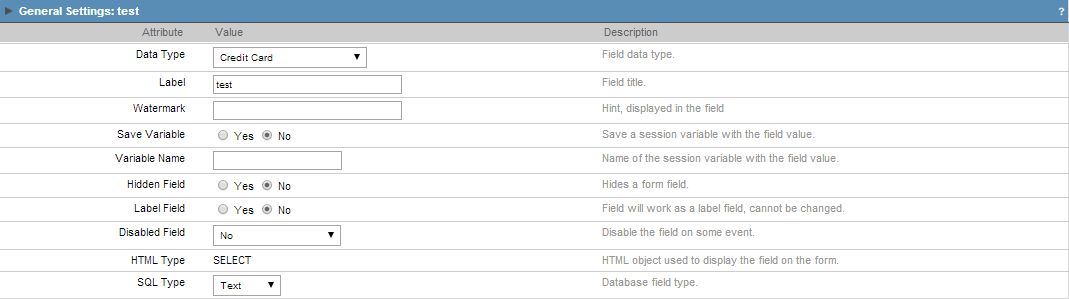 General Settings: test ?
Attribute Value Description
Data Type Credit Card Field data type.
Label test Field title.
Watermark Hint, displayed in the field
Save Variable Yes No Save a session variable with the field value.
Variable Name Name of the session variable with the field value.
Hidden Field Yes No Hides a form field.
Label Field Yes No Field will work as a label field, cannot be changed.
Disabled Field No Disable the field on some event.
HTML Type SELECT HTML object used to display the field on the form.
SQL Type Text Database field type.